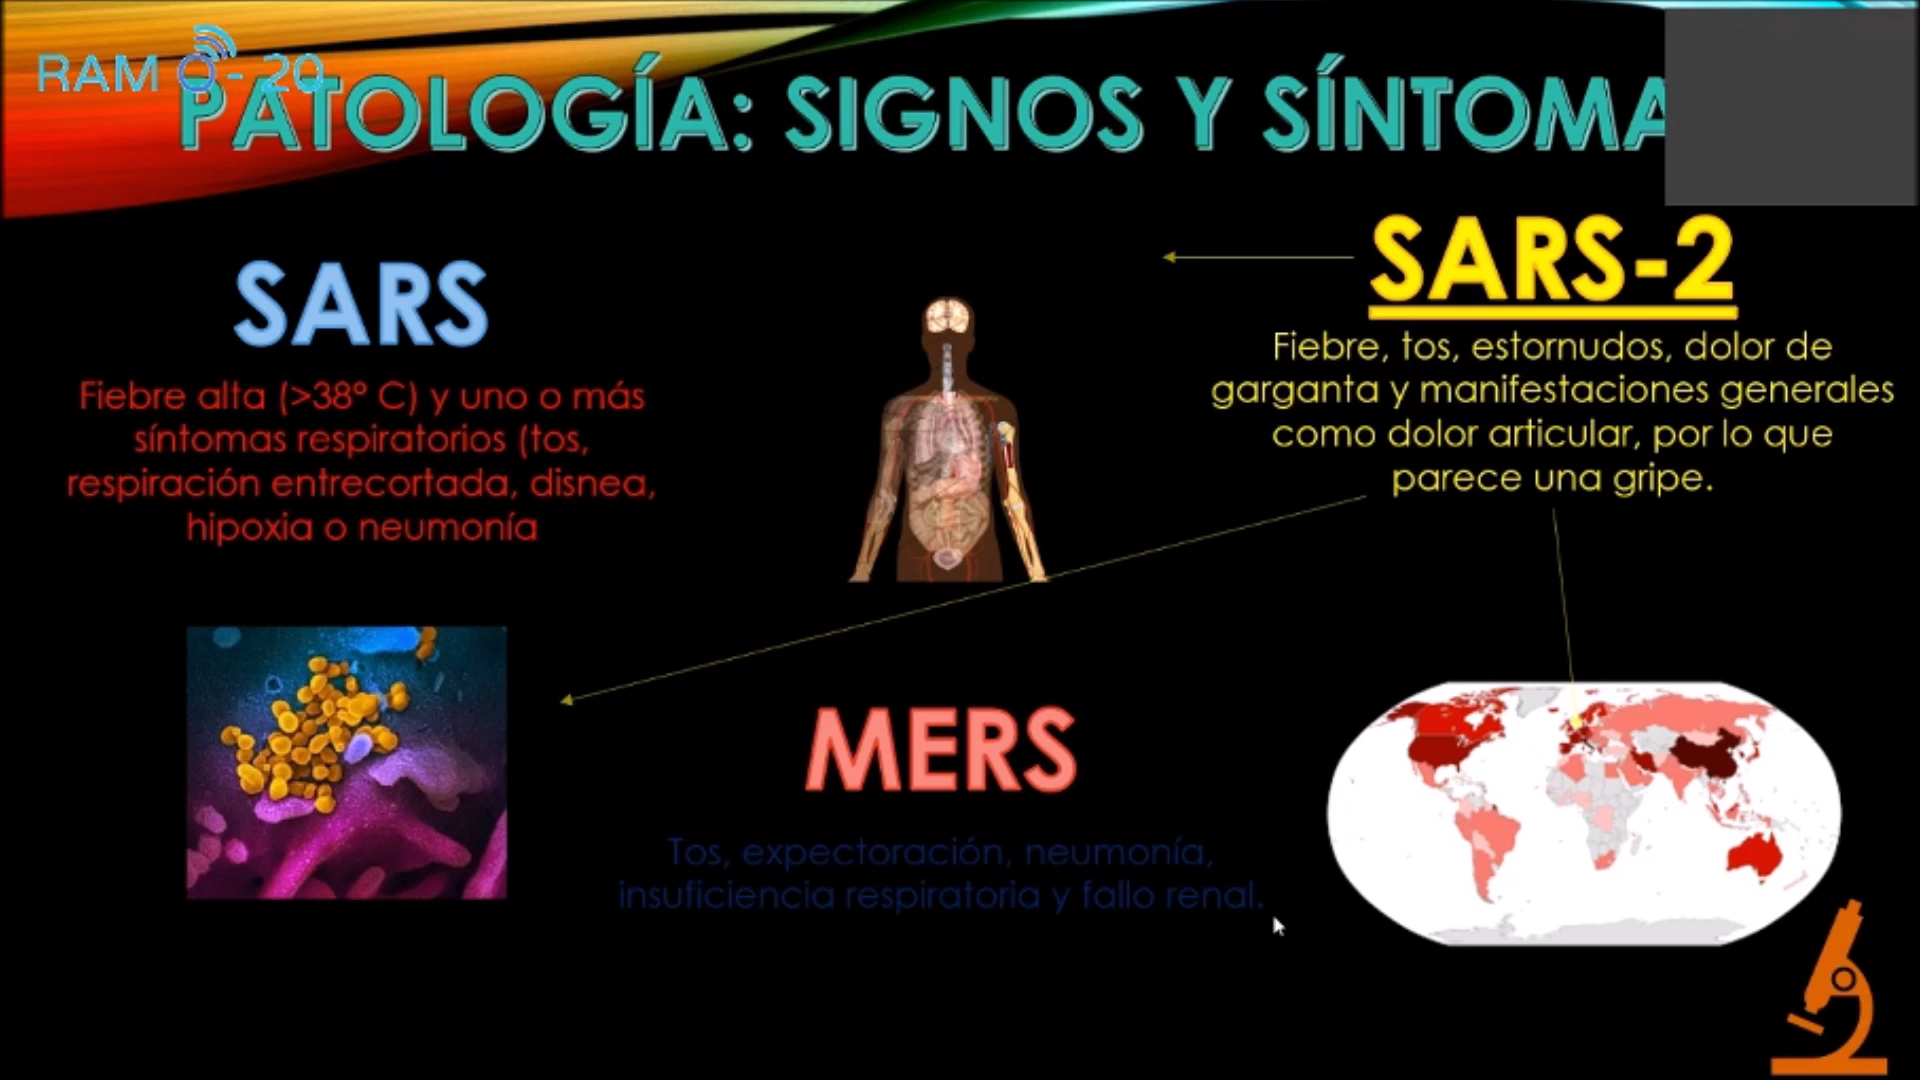 RAM O - 20
PATOLOGÍA: SIGNOS Y SÍNTOMA
SARS
Fiebre alta (>38° C) y uno o más
síntomas respiratorios (tos,
respiración entrecortada, disnea,
hipoxia o neumonía
SARS-2
Fiebre, tos, estornudos, dolor de
garganta y manifestaciones generales
como dolor articular, por lo que
parece una gripe.
MERS
Tos, expectoración, neumonía,
insuficiencia respiratoria y fallo renal.